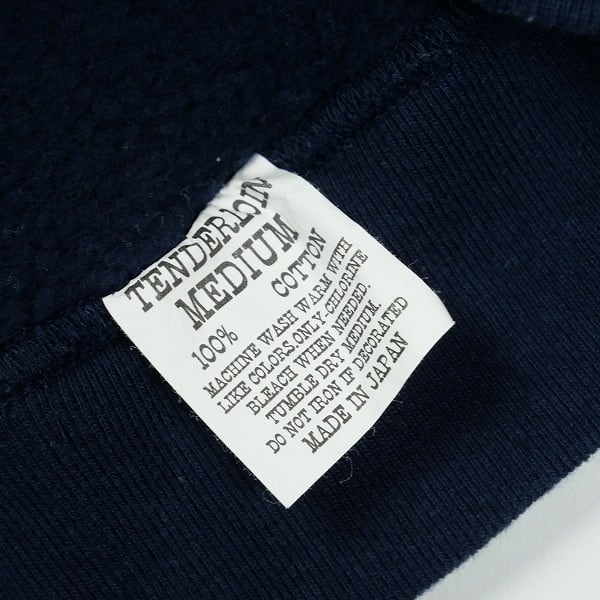 TENDERLOIN
MEDIUM
100% COTTON
MACHINE WASH WARM WITH
LIKE COLORS.ONLY.CHLORINE
BLEACH WHEN NEEDED.
TUMBLE DRY MEDIUM.
DO NOT IRON IF DECORATED
MADE IN JAPAN